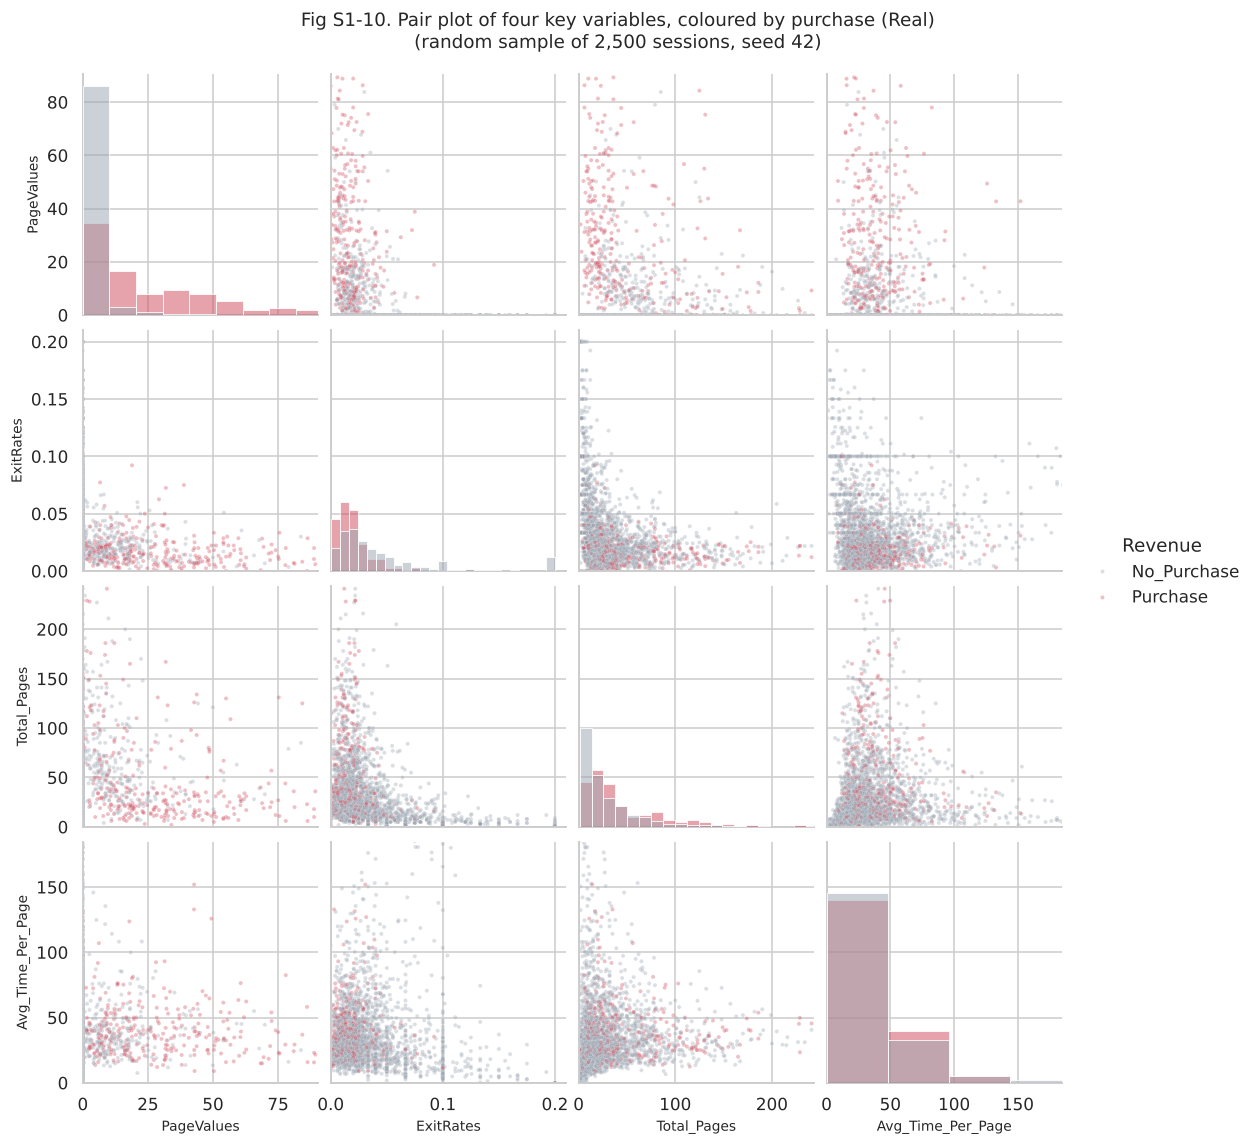 Fig S1-10. Pair plot of four key variables, coloured by purchase (Real)
(random sample of 2,500 sessions, seed 42)
80
60
40
20
0
PageValues
0.20
0.15
0.10
0.05
0.00
ExitRates
Revenue
No_Purchase
Purchase
200
150
100
50
0
Total_Pages
150
100
50
0
Avg_Time_Per_Page
0 25 50 75 0.0 0.1 0.2 0 100 200 0 50 100 150
PageValues ExitRates Total_Pages Avg_Time_Per_Page